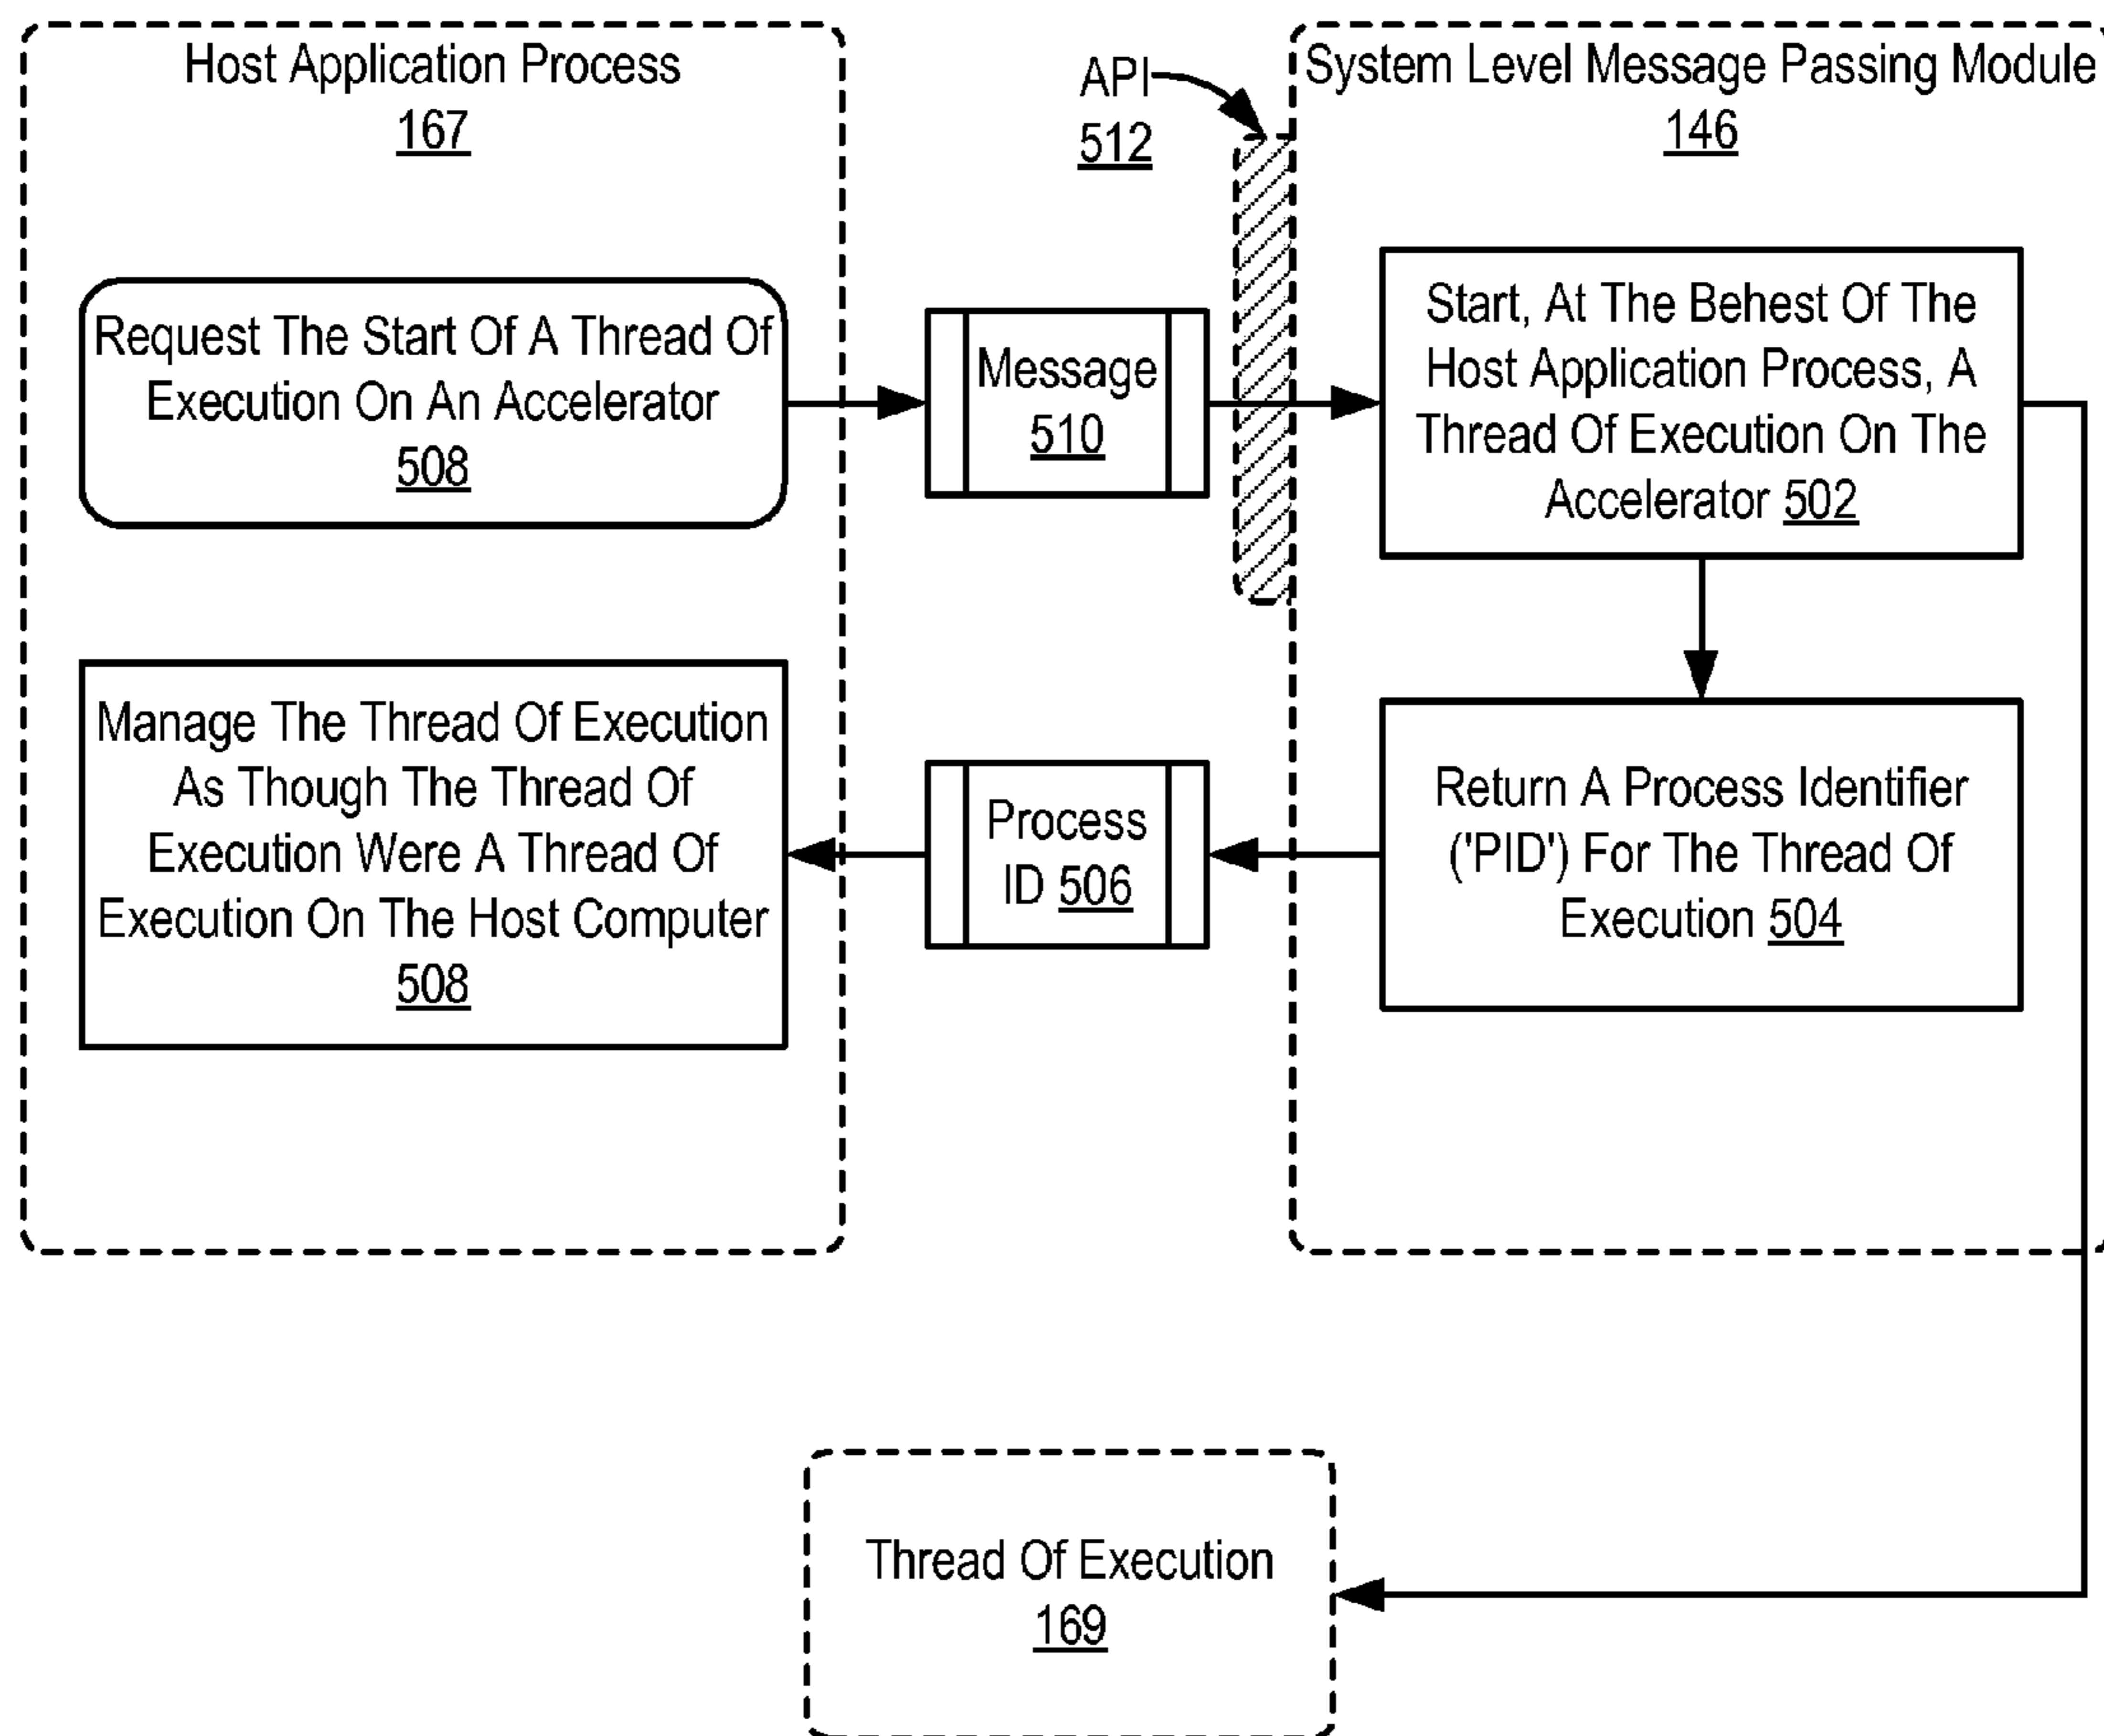 Host Application Process
167
API
512
System Level Message Passing Module
146
Request The Start Of A Thread Of
Execution On An Accelerator
508
Message
510
Start, At The Behest Of The
Host Application Process, A
Thread Of Execution On The
Accelerator 502
Manage The Thread Of Execution
As Though The Thread Of
Execution Were A Thread Of
Execution On The Host Computer
508
Process
ID 506
Return A Process Identifier
('PID') For The Thread Of
Execution 504
Thread Of Execution
169